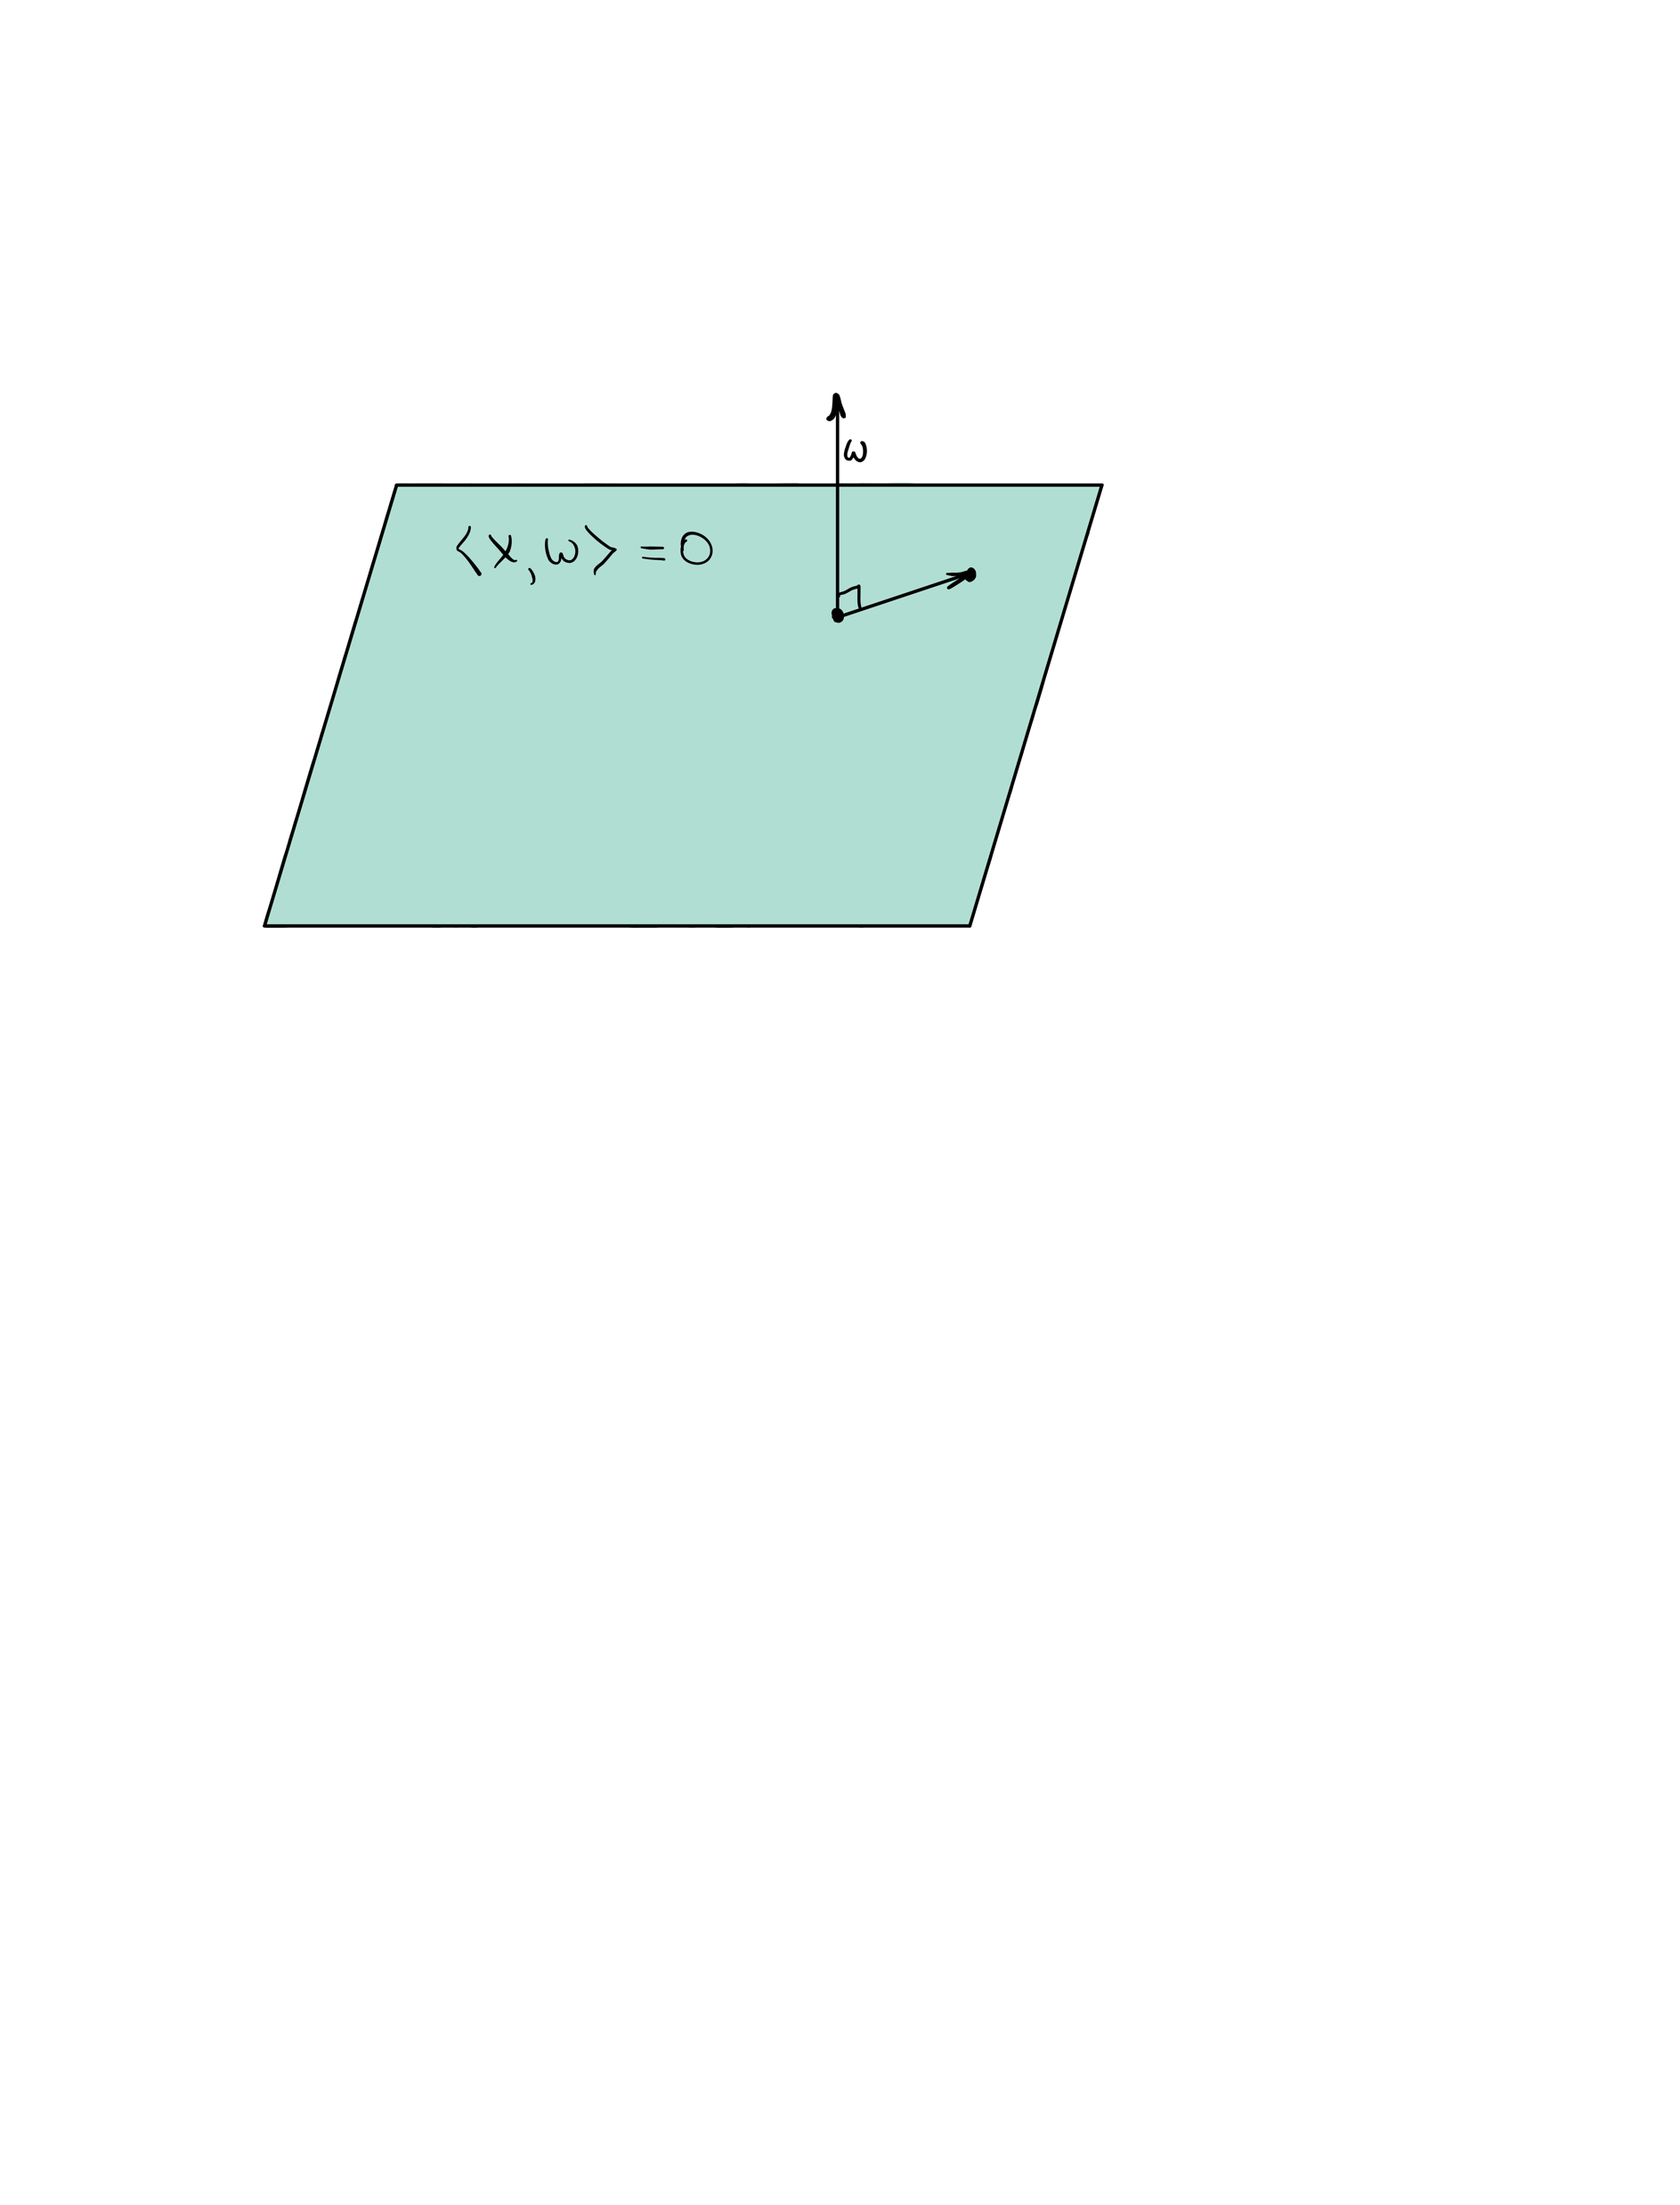 ω
⟨x,ω⟩ = 0